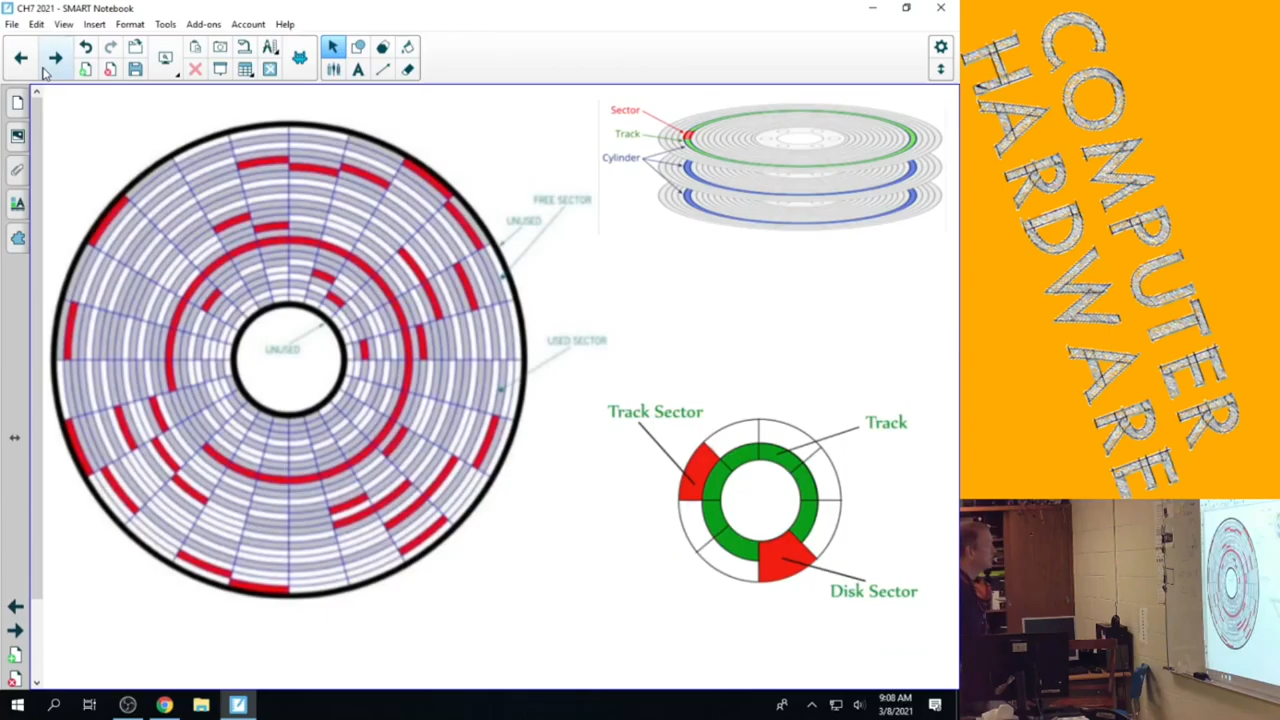 CH7 2021 - SMART Notebook
File Edit View Insert Format Tools Add-ons Account Help
Sector
Track
Cylinder
FREE SECTOR
UNUSED
USED SECTOR
UNUSED
Track Sector
Track
Disk Sector
COMPUTER
HARDWARE
9:08 AM
3/8/2021